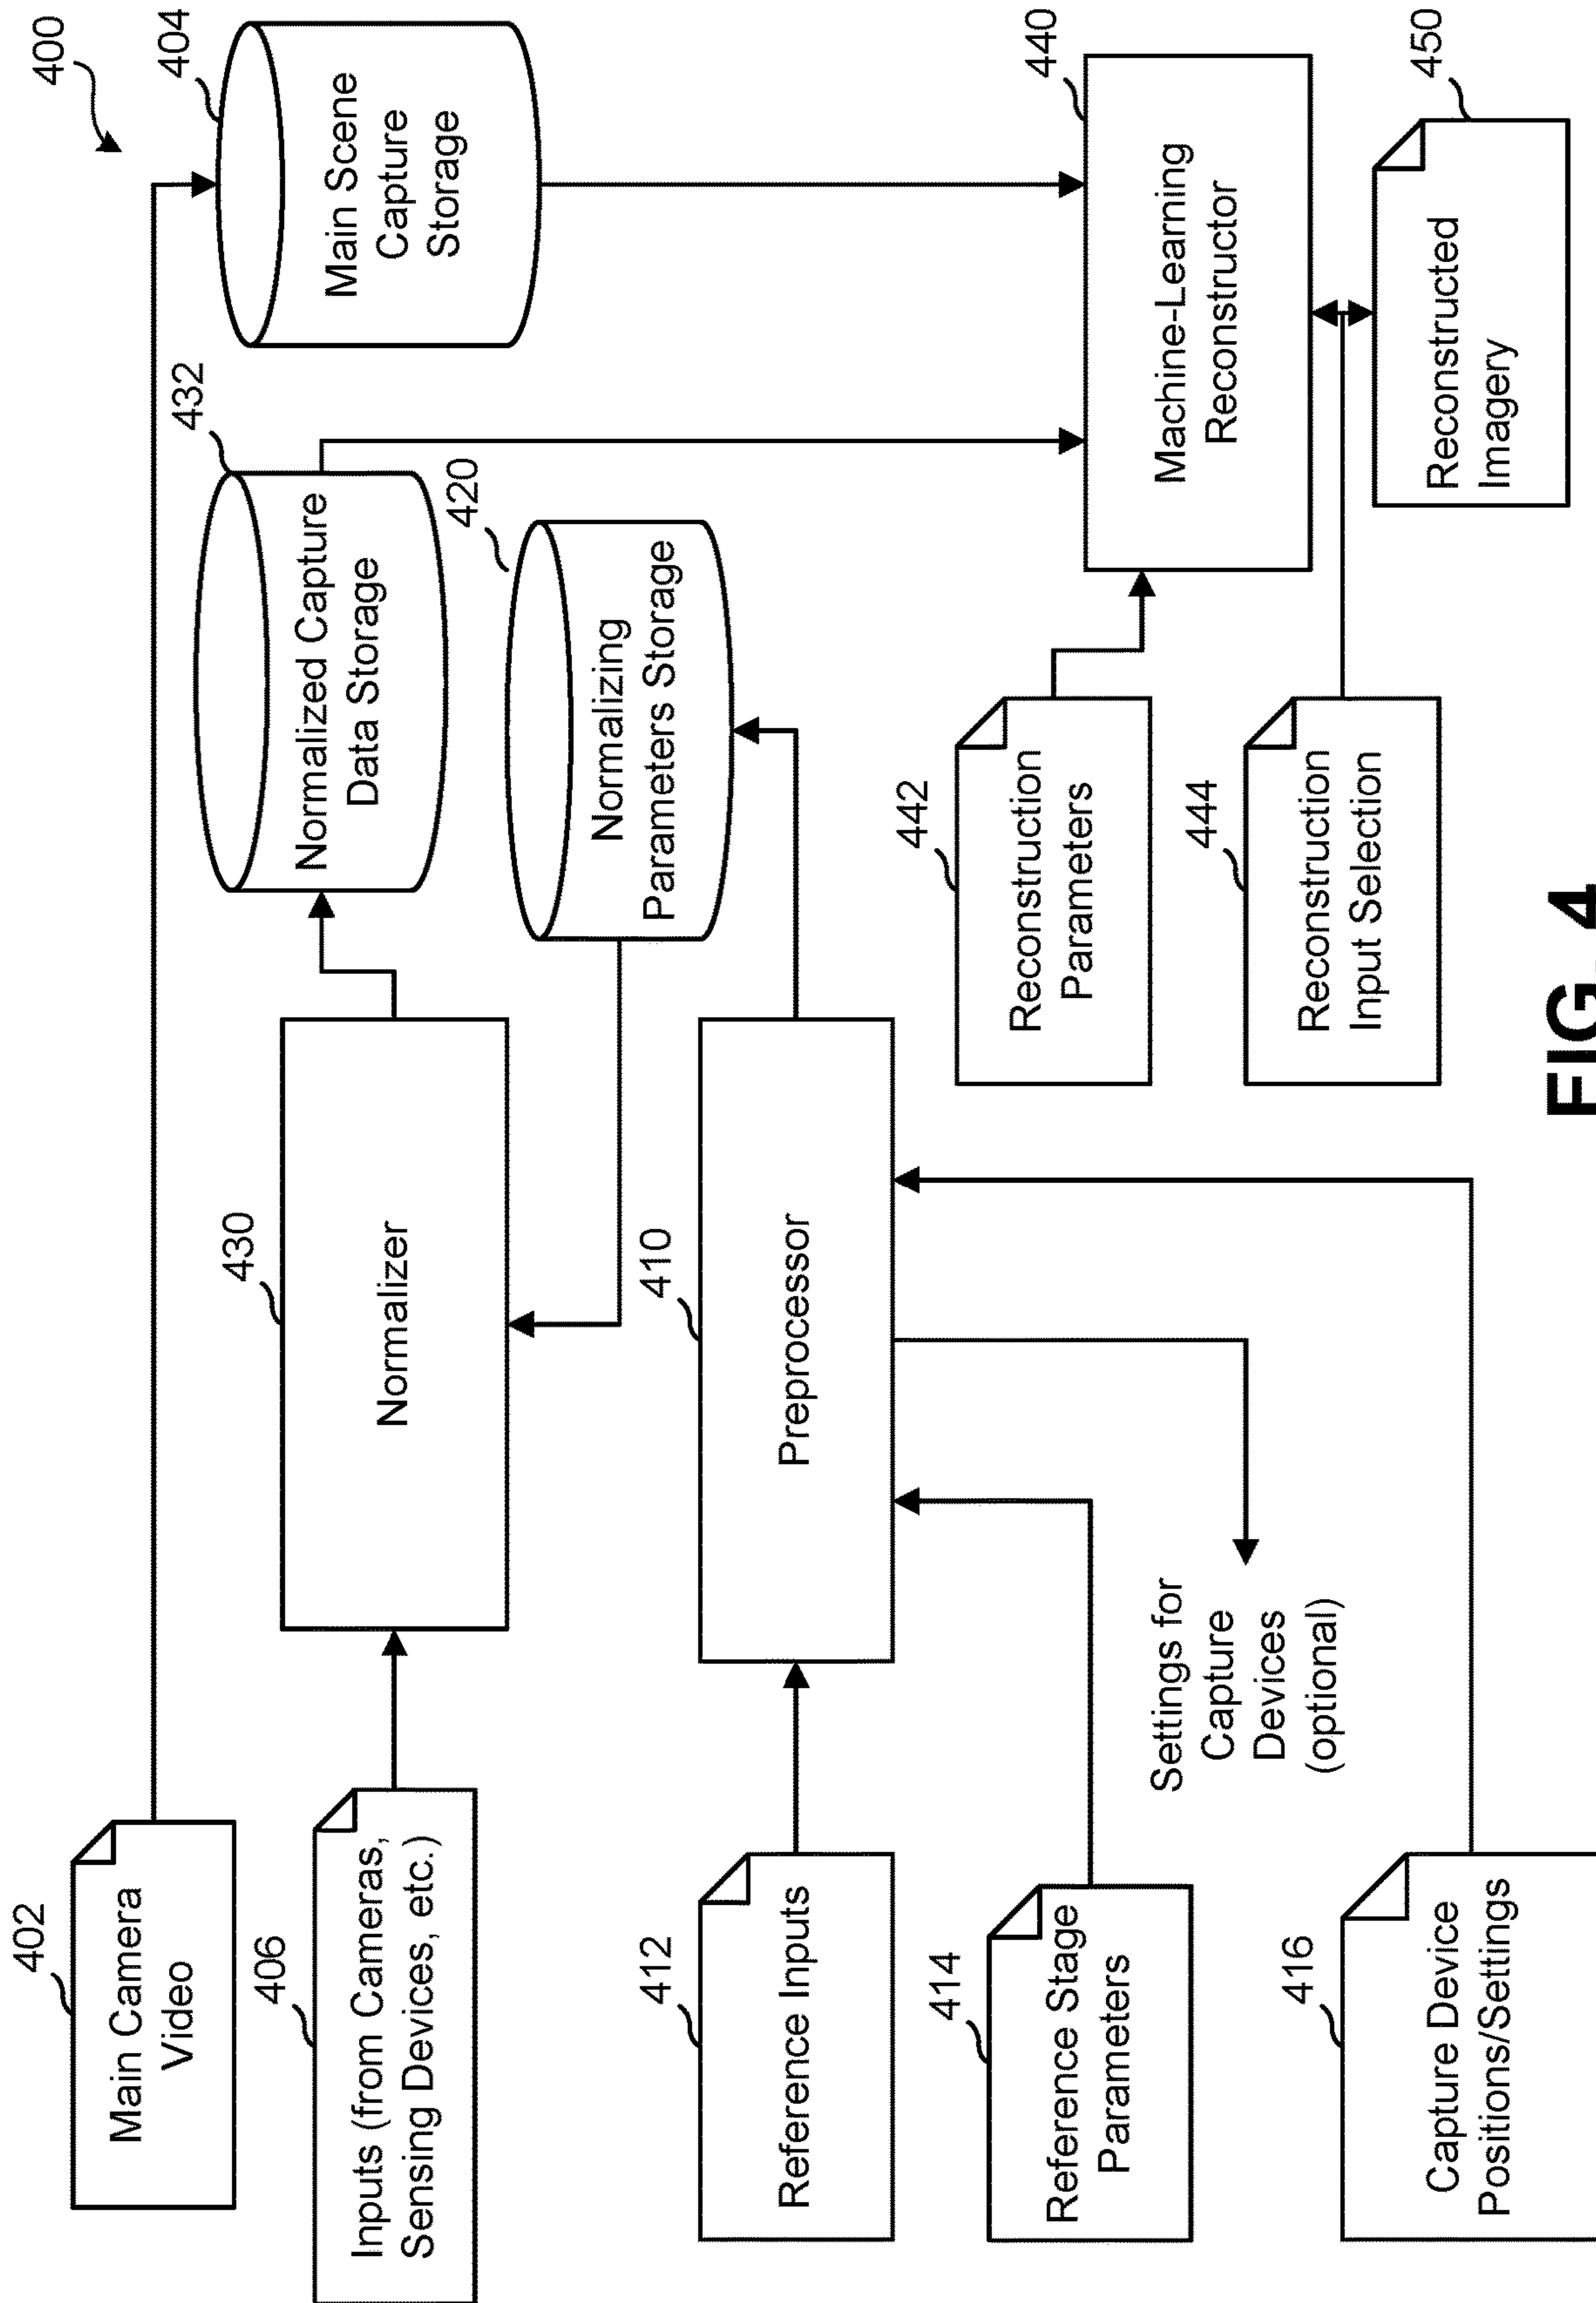 400
402
Main Camera
Video
404
Main Scene
Capture
Storage
406
Inputs (from Cameras,
Sensing Devices, etc.)
430
Normalizer
432
Normalized Capture
Data Storage
420
Normalizing
Parameters Storage
412
Reference Inputs
410
Preprocessor
414
Reference Stage
Parameters
Settings for
Capture
Devices
(optional)
416
Capture Device
Positions/Settings
442
Reconstruction
Parameters
444
Reconstruction
Input Selection
440
Machine-Learning
Reconstructor
450
Reconstructed
Imagery
FIG. 4